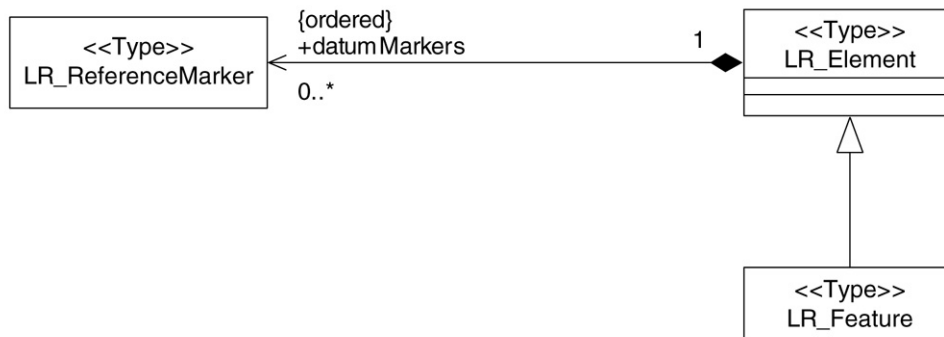 <<Type>>
LR_ReferenceMarker
{ordered}
+datumMarkers
0..*
1
<<Type>>
LR_Element
<<Type>>
LR_Feature